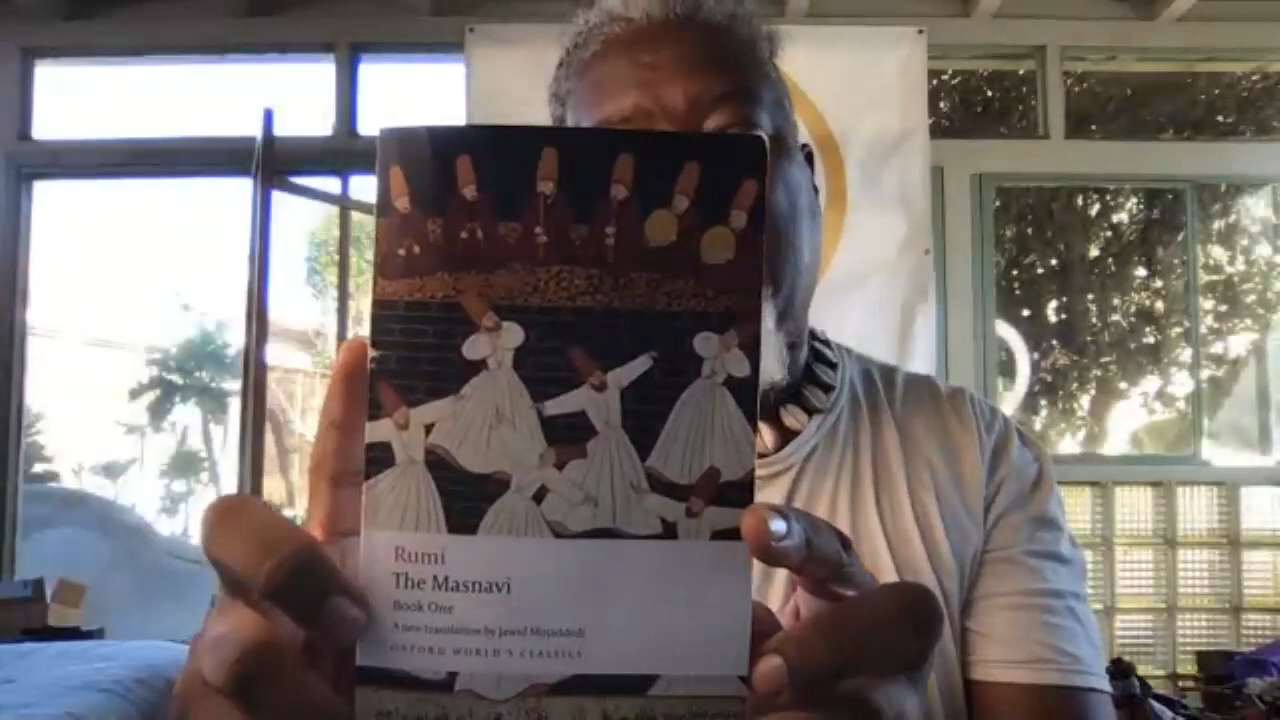 Rumi
The Masnavi
Book One
A new translation by Jawid Mojaddedi
OXFORD WORLD'S CLASSICS